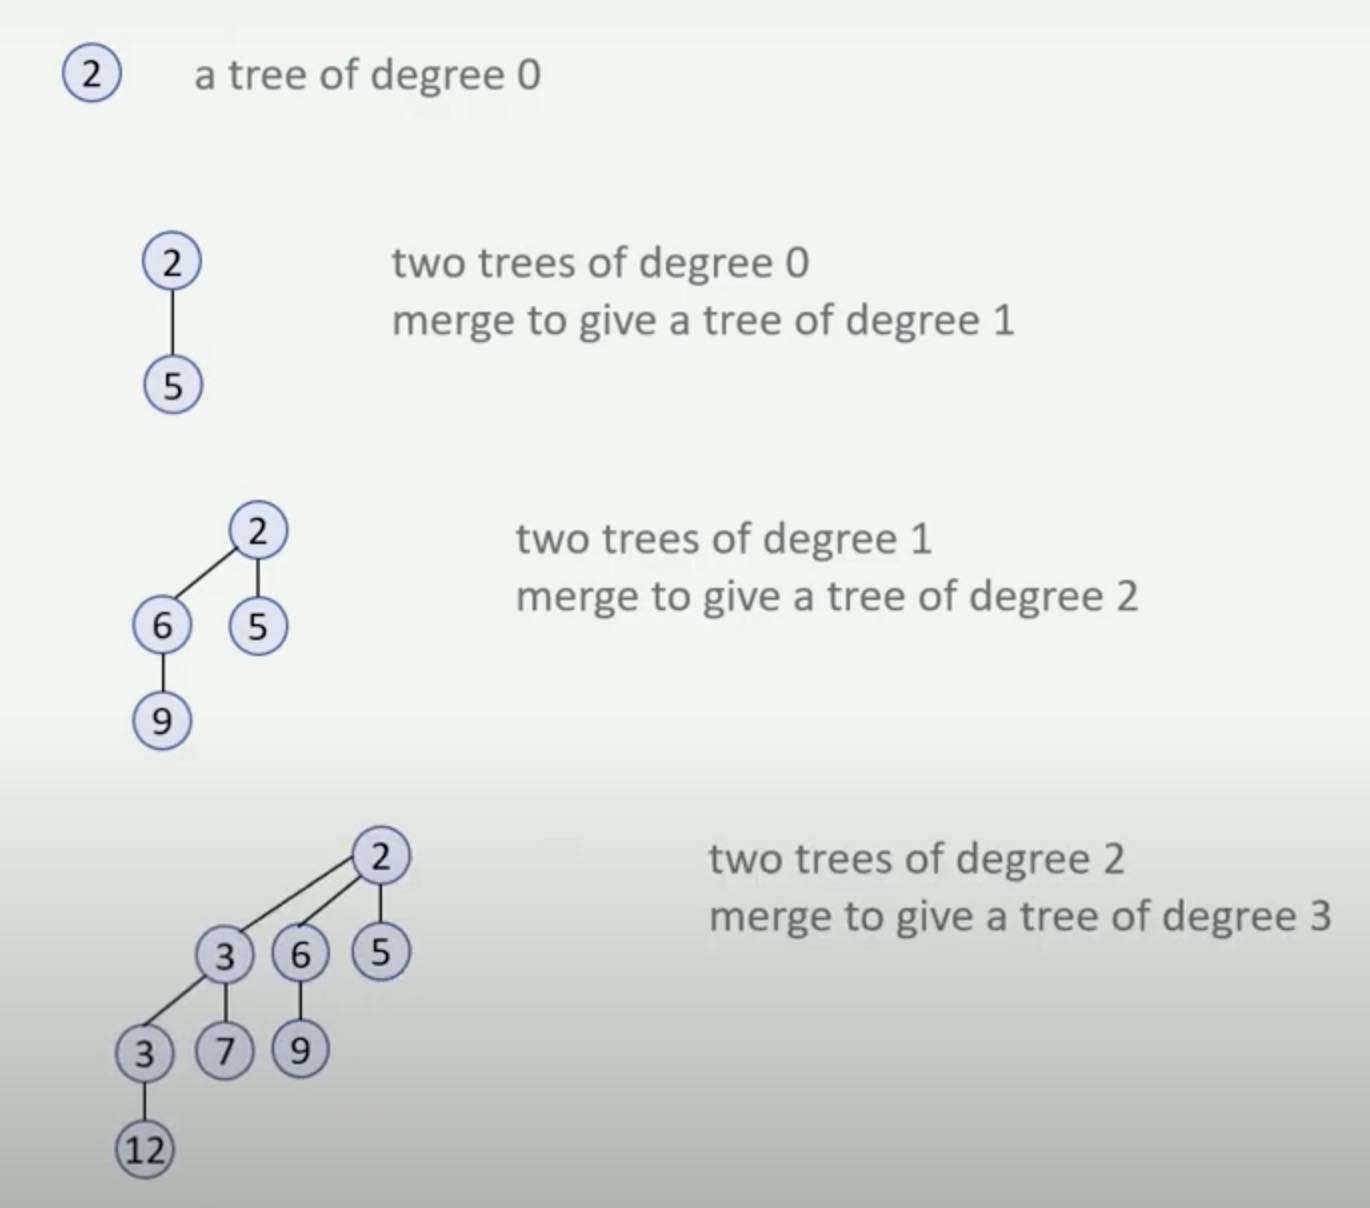 2 a tree of degree 0
2 two trees of degree 0
merge to give a tree of degree 1
5
2 two trees of degree 1
6 5 merge to give a tree of degree 2
9
2 two trees of degree 2
3 6 5 merge to give a tree of degree 3
3 7 9
12